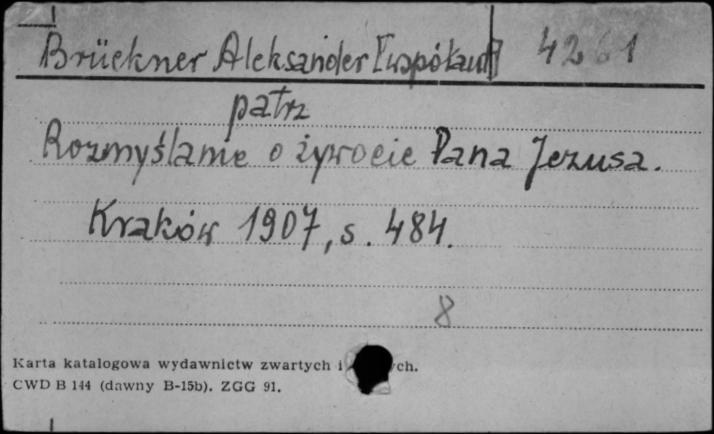 Brückner Aleksander [współaut] 4261
patrz
Rozmyślanie o żywocie Pana Jezusa.
Kraków 1907, s. 484.
8
Karta katalogowa wydawnictw zwartych i
CWD B 144 (dawny B-15b). ZGG 91.